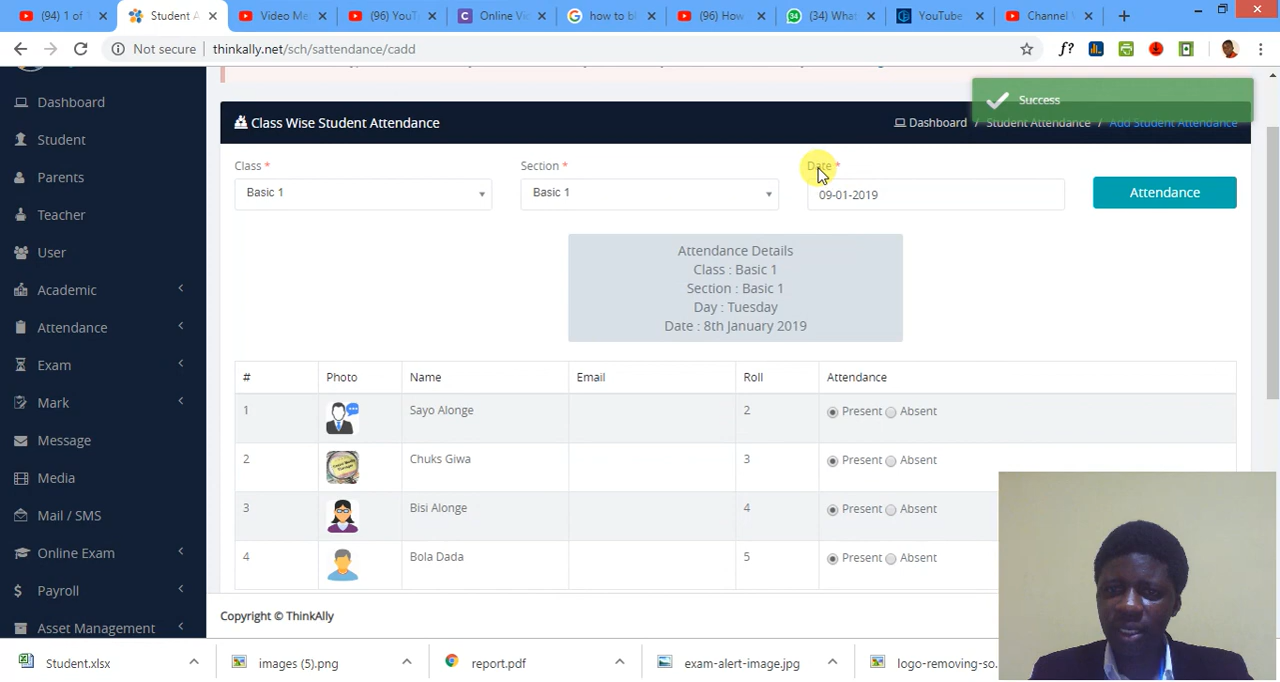 (94) 1 of 1
Student A
Video Me
(96) YouT
Online Vi
how to bl
(96) How
(34) What
YouTube
Channel
Not secure thinkally.net/sch/sattendance/cadd
f?
Success
Class Wise Student Attendance
Dashboard / Student Attendance / Add Student Attendance
Class *
Section *
Date *
Basic 1
Basic 1
09-01-2019
Attendance
Attendance Details
Class : Basic 1
Section : Basic 1
Day : Tuesday
Date : 8th January 2019
# Photo Name Email Roll Attendance
1 Sayo Alonge 2 Present Absent
2 Chuks Giwa 3 Present Absent
3 Bisi Alonge 4 Present Absent
4 Bola Dada 5 Present Absent
Dashboard
Student
Parents
Teacher
User
Academic
Attendance
Exam
Mark
Message
Media
Mail / SMS
Online Exam
Payroll
Asset Management
Copyright © ThinkAlly
Student.xlsx
images (5).png
report.pdf
exam-alert-image.jpg
logo-removing-so.